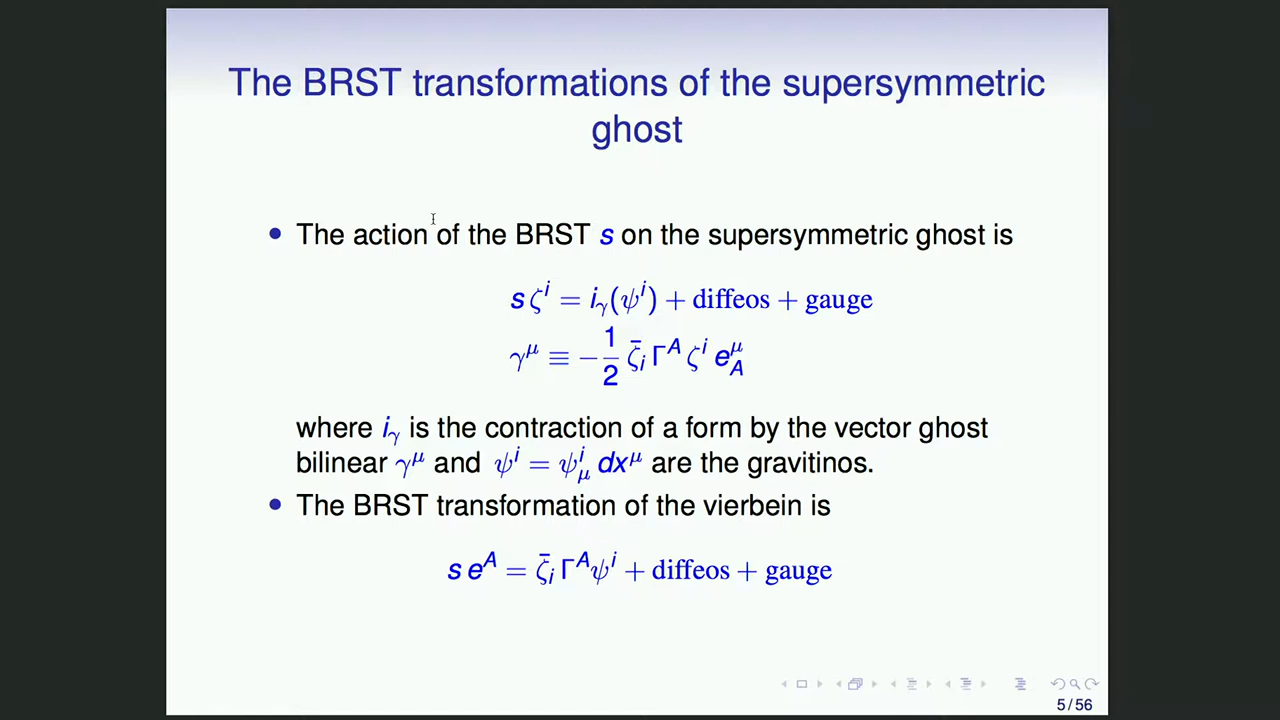 The BRST transformations of the supersymmetric
ghost
• The action of the BRST s on the supersymmetric ghost is
s ζ^i = i_γ(ψ^i) + diffeos + gauge
γ^μ ≡ −1/2 ζ̄_i Γ^A ζ^i e^μ_A
where i_γ is the contraction of a form by the vector ghost
bilinear γ^μ and ψ^i = ψ^i_μ dx^μ are the gravitinos.
• The BRST transformation of the vierbein is
s e^A = ζ̄_i Γ^A ψ^i + diffeos + gauge
5/56